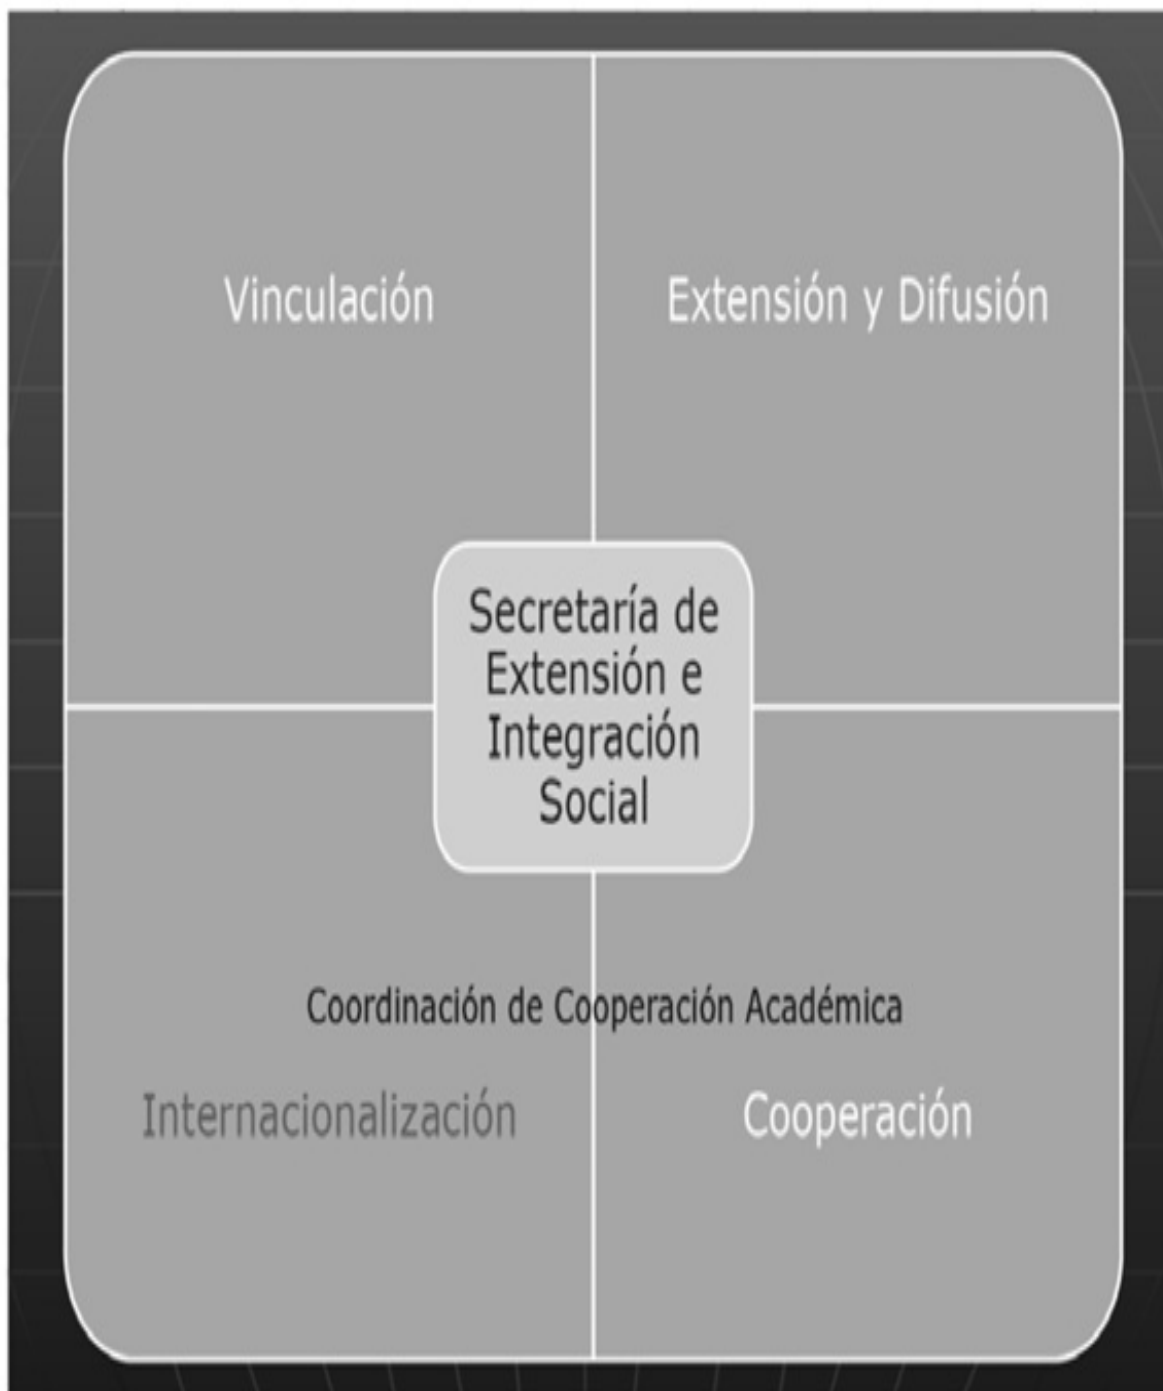 Vinculación
Extensión y Difusión
Secretaría de
Extensión e
Integración
Social
Coordinación de Cooperación Académica
Internacionalización
Cooperación